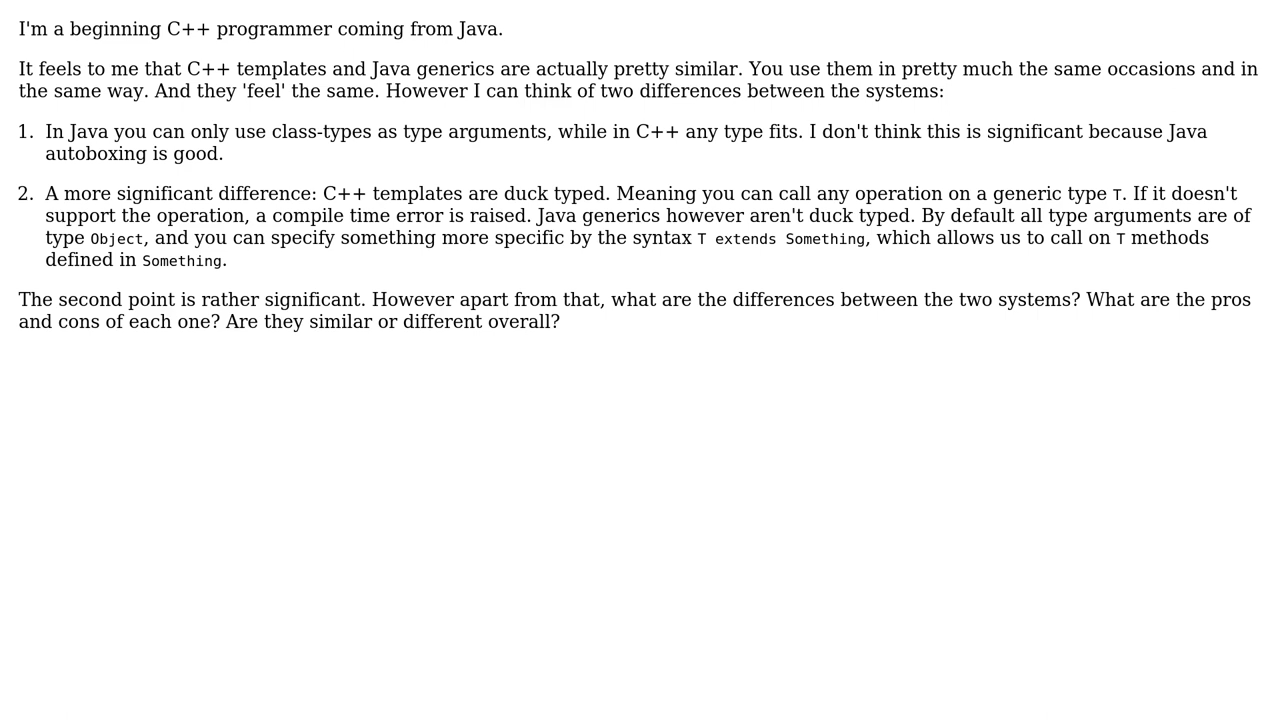 I'm a beginning C++ programmer coming from Java.
It feels to me that C++ templates and Java generics are actually pretty similar. You use them in pretty much the same occasions and in
the same way. And they 'feel' the same. However I can think of two differences between the systems:
1. In Java you can only use class-types as type arguments, while in C++ any type fits. I don't think this is significant because Java
autoboxing is good.
2. A more significant difference: C++ templates are duck typed. Meaning you can call any operation on a generic type T. If it doesn't
support the operation, a compile time error is raised. Java generics however aren't duck typed. By default all type arguments are of
type Object, and you can specify something more specific by the syntax T extends Something, which allows us to call on T methods
defined in Something.
The second point is rather significant. However apart from that, what are the differences between the two systems? What are the pros
and cons of each one? Are they similar or different overall?